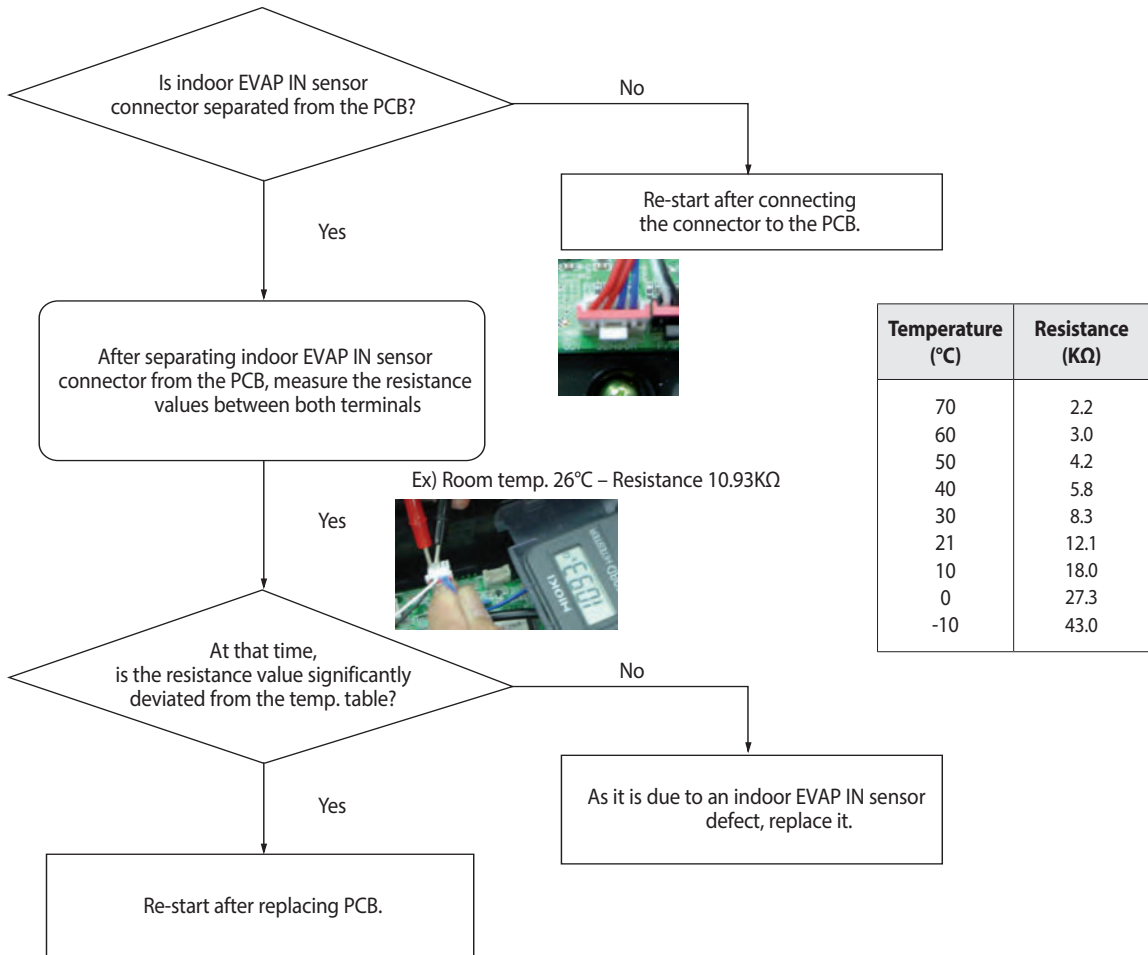 Is indoor EVAP IN sensor
connector separated from the PCB?
No
Re-start after connecting
the connector to the PCB.
Yes
After separating indoor EVAP IN sensor
connector from the PCB, measure the resistance
values between both terminals
Temperature
(°C)
Resistance
(KΩ)
70 2.2
60 3.0
50 4.2
40 5.8
30 8.3
21 12.1
10 18.0
0 27.3
-10 43.0
Ex) Room temp. 26°C – Resistance 10.93KΩ
HIOKI
Yes
At that time,
is the resistance value significantly
deviated from the temp. table?
No
As it is due to an indoor EVAP IN sensor
defect, replace it.
Yes
Re-start after replacing PCB.